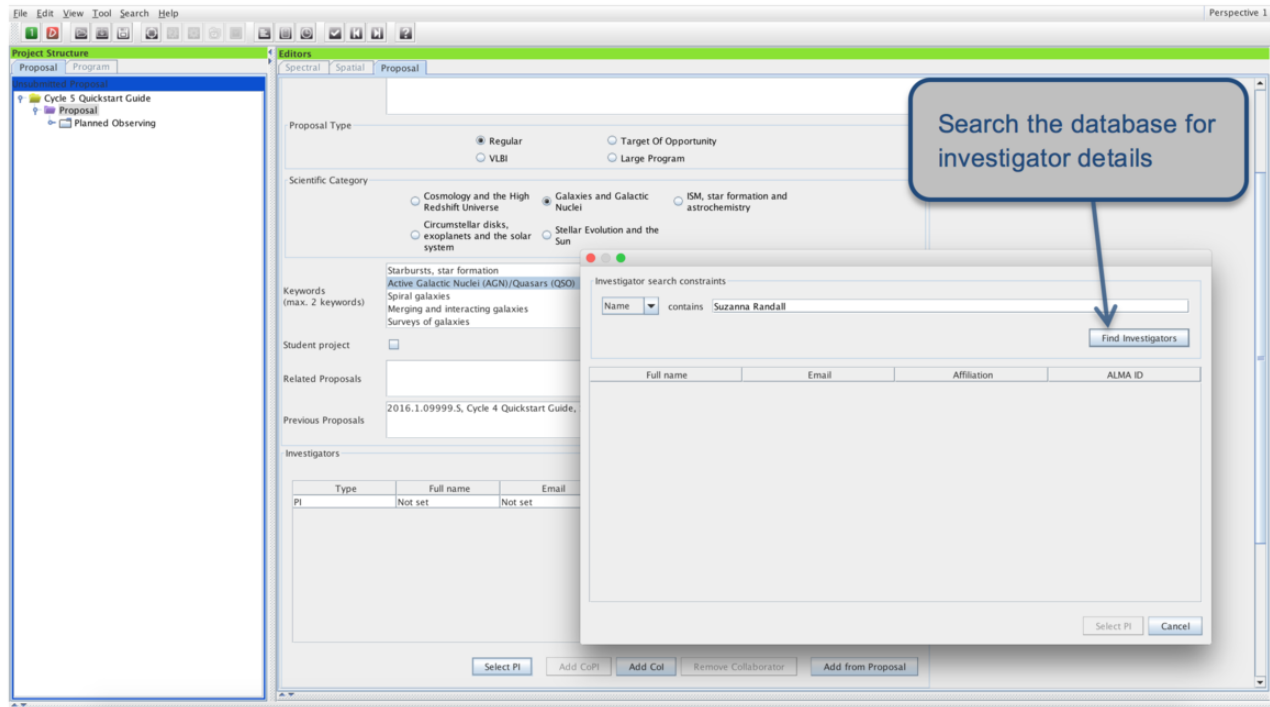 File Edit View Tool Search Help
Perspective 1
Project Structure
Proposal Program
Unsubmitted Proposal
Cycle 5 Quickstart Guide
Proposal
Planned Observing
Editors
Spectral Spatial Proposal
Proposal Type
Regular Target Of Opportunity
VLBI Large Program
Scientific Category
Cosmology and the High
Redshift Universe
Galaxies and Galactic
Nuclei
ISM, star formation and
astrochemistry
Circumstellar disks,
exoplanets and the solar
system
Stellar Evolution and the
Sun
Keywords
(max. 2 keywords)
Starbursts, star formation
Active Galactic Nuclei (AGN)/Quasars (QSO)
Spiral galaxies
Merging and interacting galaxies
Surveys of galaxies
Student project
Related Proposals
Previous Proposals
2016.1.09999.S, Cycle 4 Quickstart Guide,
Investigators
Type Full name Email
PI Not set Not set
Select PI Add CoPI Add CoI Remove Collaborator Add from Proposal
Search the database for
investigator details
Investigator search constraints
Name contains Suzanna Randall
Find Investigators
Full name Email Affiliation ALMA ID
Select PI Cancel